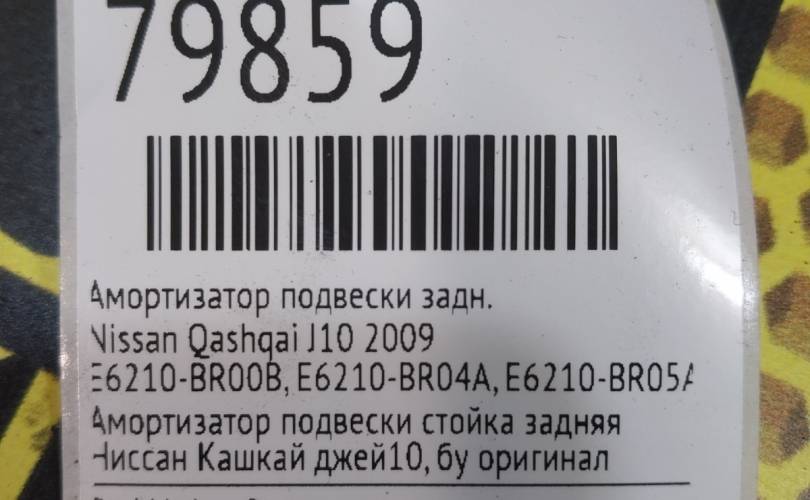 79859
Амортизатор подвески задн.
Nissan Qashqai J10 2009
E6210-BR00B, E6210-BR04A, E6210-BR05A
Амортизатор подвески стойка задняя
Ниссан Кашкай джей10, бу оригинал